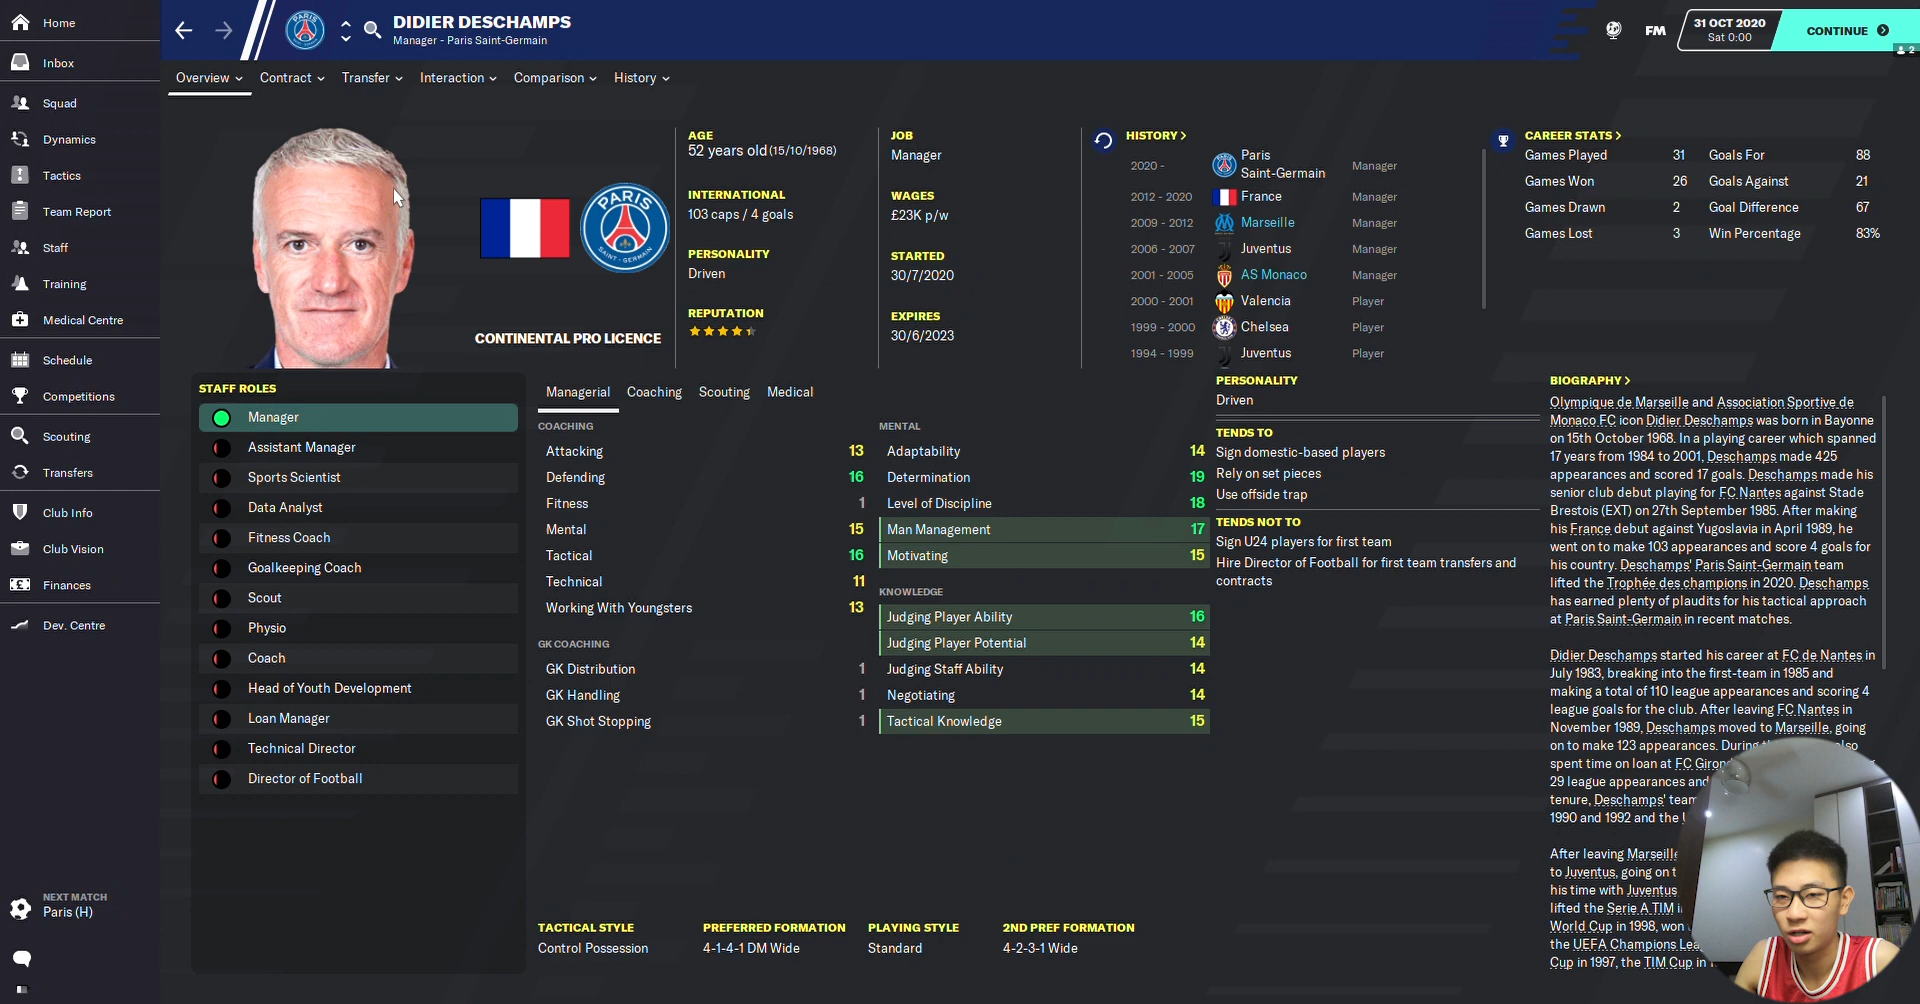 Home
Inbox
Squad
Dynamics
Tactics
Team Report
Staff
Training
Medical Centre
Schedule
Competitions
Scouting
Transfers
Club Info
Club Vision
Finances
Dev. Centre
NEXT MATCH
Paris (H)
DIDIER DESCHAMPS
Manager - Paris Saint-Germain
FM
31 OCT 2020
Sat 0:00
CONTINUE
2
Overview
Contract
Transfer
Interaction
Comparison
History
PARIS
SAINT-GERMAIN
CONTINENTAL PRO LICENCE
AGE
52 years old (15/10/1968)
INTERNATIONAL
103 caps / 4 goals
PERSONALITY
Driven
REPUTATION
JOB
Manager
WAGES
£23K p/w
STARTED
30/7/2020
EXPIRES
30/6/2023
HISTORY >
2020 - Paris Saint-Germain Manager
2012 - 2020 France Manager
2009 - 2012 Marseille Manager
2006 - 2007 Juventus Manager
2001 - 2005 AS Monaco Manager
2000 - 2001 Valencia Player
1999 - 2000 Chelsea Player
1994 - 1999 Juventus Player
CAREER STATS >
Games Played 31 Goals For 88
Games Won 26 Goals Against 21
Games Drawn 2 Goal Difference 67
Games Lost 3 Win Percentage 83%
STAFF ROLES
Manager
Assistant Manager
Sports Scientist
Data Analyst
Fitness Coach
Goalkeeping Coach
Scout
Physio
Coach
Head of Youth Development
Loan Manager
Technical Director
Director of Football
Managerial
Coaching
Scouting
Medical
COACHING
Attacking 13
Defending 16
Fitness 1
Mental 15
Tactical 16
Technical 11
Working With Youngsters 13
GK COACHING
GK Distribution 1
GK Handling 1
GK Shot Stopping 1
MENTAL
Adaptability 14
Determination 19
Level of Discipline 18
Man Management 17
Motivating 15
KNOWLEDGE
Judging Player Ability 16
Judging Player Potential 14
Judging Staff Ability 14
Negotiating 14
Tactical Knowledge 15
TACTICAL STYLE
Control Possession
PREFERRED FORMATION
4-1-4-1 DM Wide
PLAYING STYLE
Standard
2ND PREF FORMATION
4-2-3-1 Wide
PERSONALITY
Driven
TENDS TO
Sign domestic-based players
Rely on set pieces
Use offside trap
TENDS NOT TO
Sign U24 players for first team
Hire Director of Football for first team transfers and
contracts
BIOGRAPHY >
Olympique de Marseille and Association Sportive de
Monaco FC icon Didier Deschamps was born in Bayonne
on 15th October 1968. In a playing career which spanned
17 years from 1984 to 2001, Deschamps made 425
appearances and scored 17 goals. Deschamps made his
senior club debut playing for FC Nantes against Stade
Brestois (EXT) on 27th September 1985. After making
his France debut against Yugoslavia in April 1989, he
went on to make 103 appearances and score 4 goals for
his country. Deschamps' Paris Saint-Germain team
lifted the Trophée des champions in 2020. Deschamps
has earned plenty of plaudits for his tactical approach
at Paris Saint-Germain in recent matches.
Didier Deschamps started his career at FC de Nantes in
July 1983, breaking into the first-team in 1985 and
making a total of 110 league appearances and scoring 4
league goals for the club. After leaving FC Nantes in
November 1989, Deschamps moved to Marseille, going
on to make 123 appearances. During
spent time on loan at FC
29 league appearances and
tenure, Deschamps' team
1990 and 1992 and the
After leaving Marseille
to Juventus, going on
his time with Juventus
lifted the Serie A TIM
World Cup in 1998, won
the UEFA Champions
Cup in 1997, the TIM Cup in